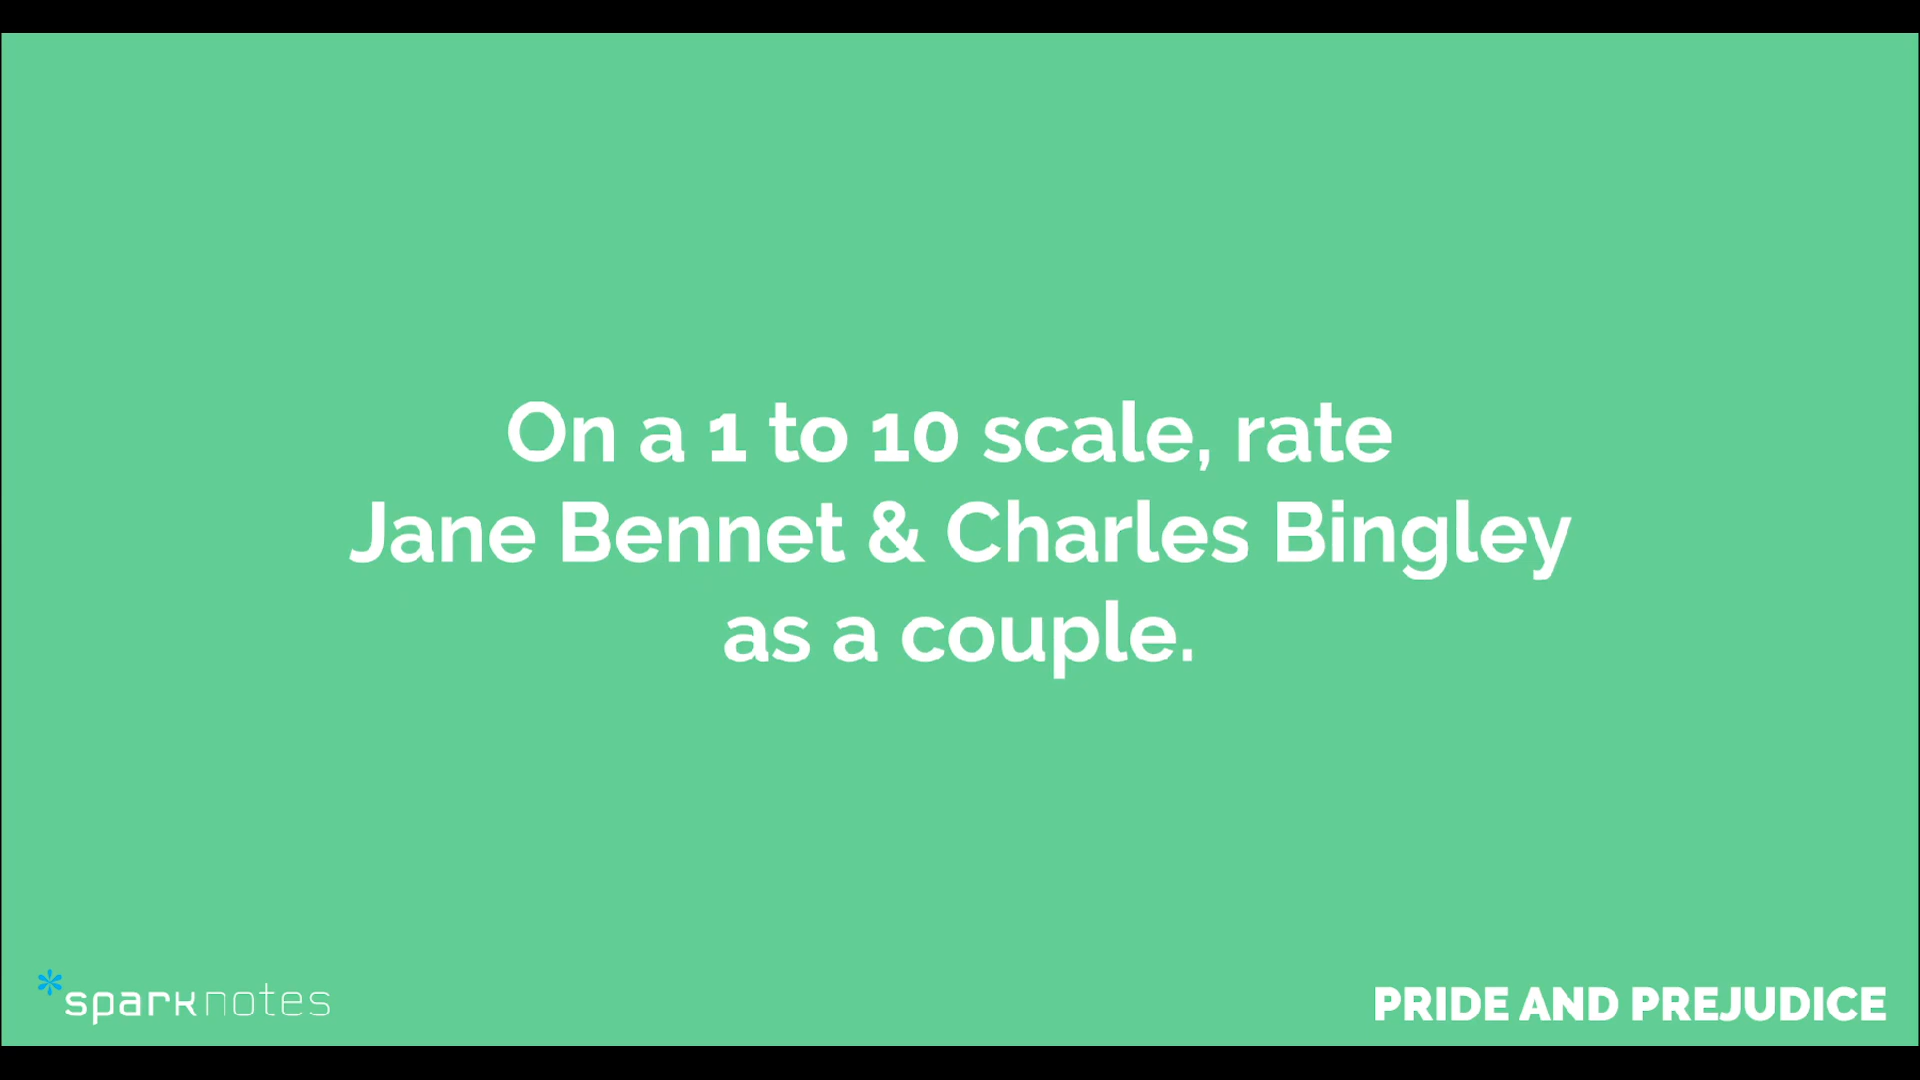 On a 1 to 10 scale, rate
Jane Bennet & Charles Bingley
as a couple.
*sparknotes
PRIDE AND PREJUDICE